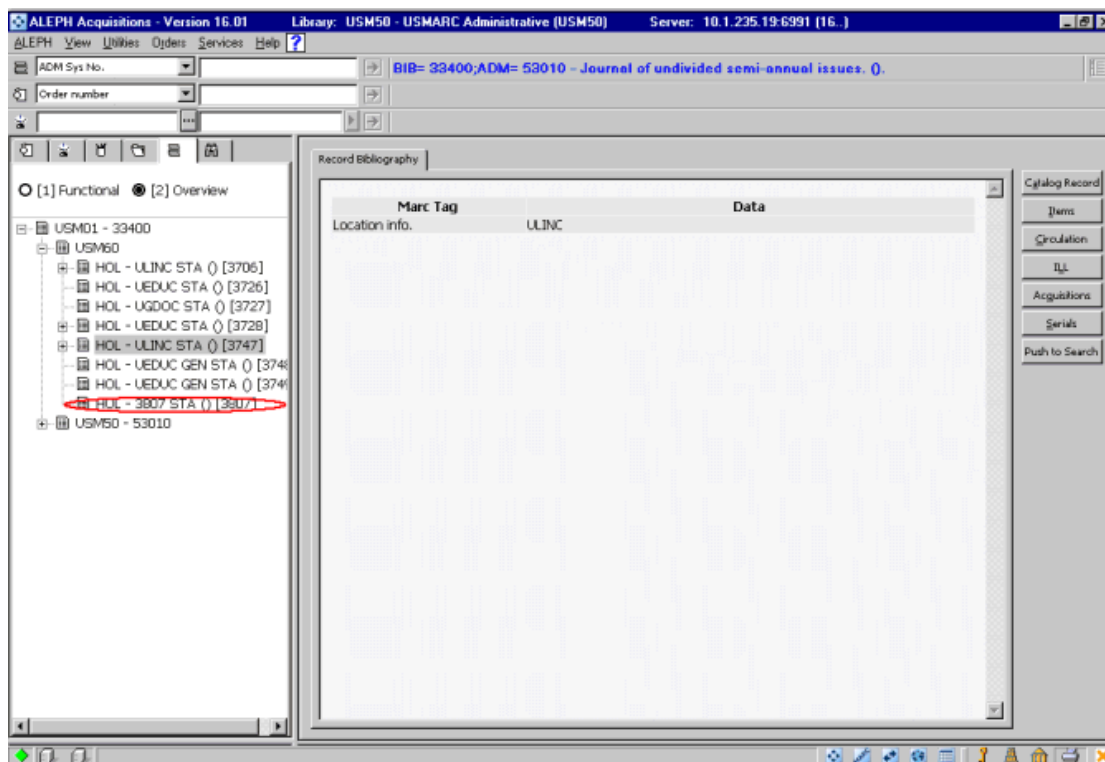 ALEPH Acquisitions - Version 16.01 Library: USM50 - USMARC Administrative (USM50) Server: 10.1.235.19:6991 (16..)
ALEPH View Utilities Orders Services Help ?
ADM Sys No. BIB= 33400;ADM= 53010 - Journal of undivided semi-annual issues. ().
Order number
Record Bibliography
[1] Functional [2] Overview
Catalog Record
Marc Tag Data
Items
Location info. ULINC
USM01 - 33400
Circulation
USM60
HOL - ULINC STA () [3706]
ILL
HOL - UEDUC STA () [3726]
Acquisitions
HOL - UGDOC STA () [3727]
HOL - UEDUC STA () [3728]
Serials
HOL - ULINC STA () [3747]
Push to Search
HOL - UEDUC GEN STA () [3748
HOL - UEDUC GEN STA () [3749
HOL - 3807 STA () [3807]
USM50 - 53010